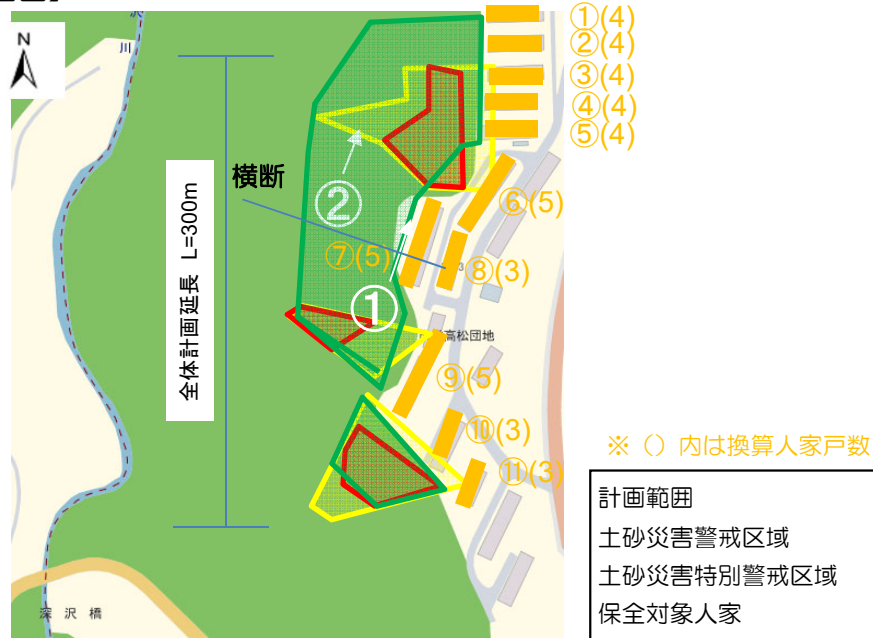 沢
N
川
①(4)
②(4)
③(4)
④(4)
⑤(4)
横断
②
⑥(5)
全体計画延長 L=300m
⑦(5)
⑧(3)
①
高松団地
⑨(5)
⑩(3)
⑪(3)
※()内は換算人家戸数
計画範囲
土砂災害警戒区域
土砂災害特別警戒区域
保全対象人家
深沢橋